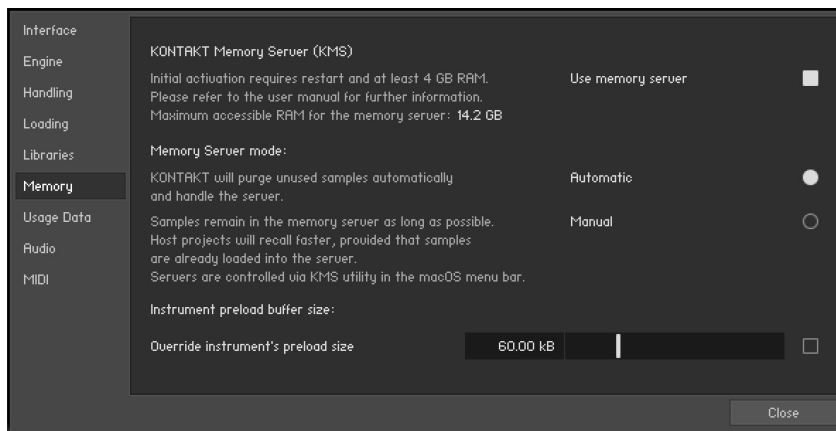 Interface
Engine
Handling
Loading
Libraries
Memory
Usage Data
Audio
MIDI
KONTAKT Memory Server (KMS)
Initial activation requires restart and at least 4 GB RAM.
Please refer to the user manual for further information.
Maximum accessible RAM for the memory server: 14.2 GB
Use memory server
Memory Server mode:
KONTAKT will purge unused samples automatically
and handle the server.
Automatic
Samples remain in the memory server as long as possible.
Host projects will recall faster, provided that samples
are already loaded into the server.
Servers are controlled via KMS utility in the macOS menu bar.
Manual
Instrument preload buffer size:
Override instrument's preload size 60.00 kB
Close